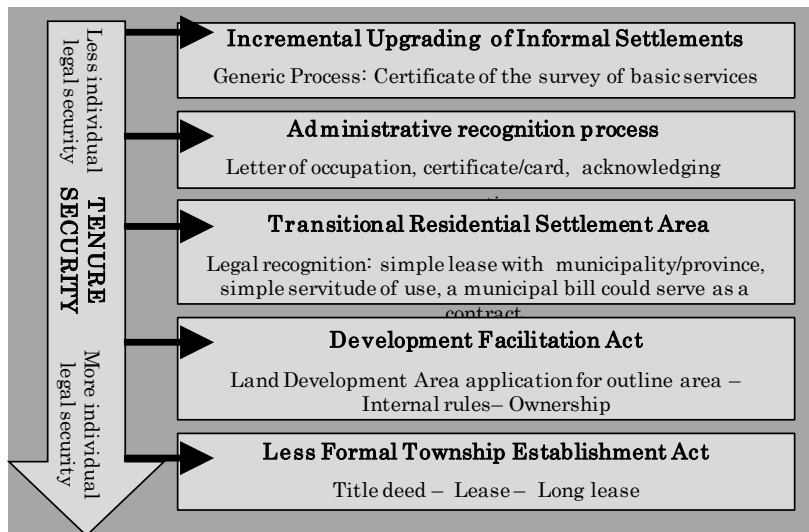 Less individual
legal security
TENURE
SECURITY
More individual
legal security
Incremental Upgrading of Informal Settlements
Generic Process: Certificate of the survey of basic services
Administrative recognition process
Letter of occupation, certificate/card, acknowledging
Transitional Residential Settlement Area
Legal recognition: simple lease with municipality/province,
simple servitude of use, a municipal bill could serve as a
contract
Development Facilitation Act
Land Development Area application for outline area –
Internal rules– Ownership
Less Formal Township Establishment Act
Title deed – Lease – Long lease